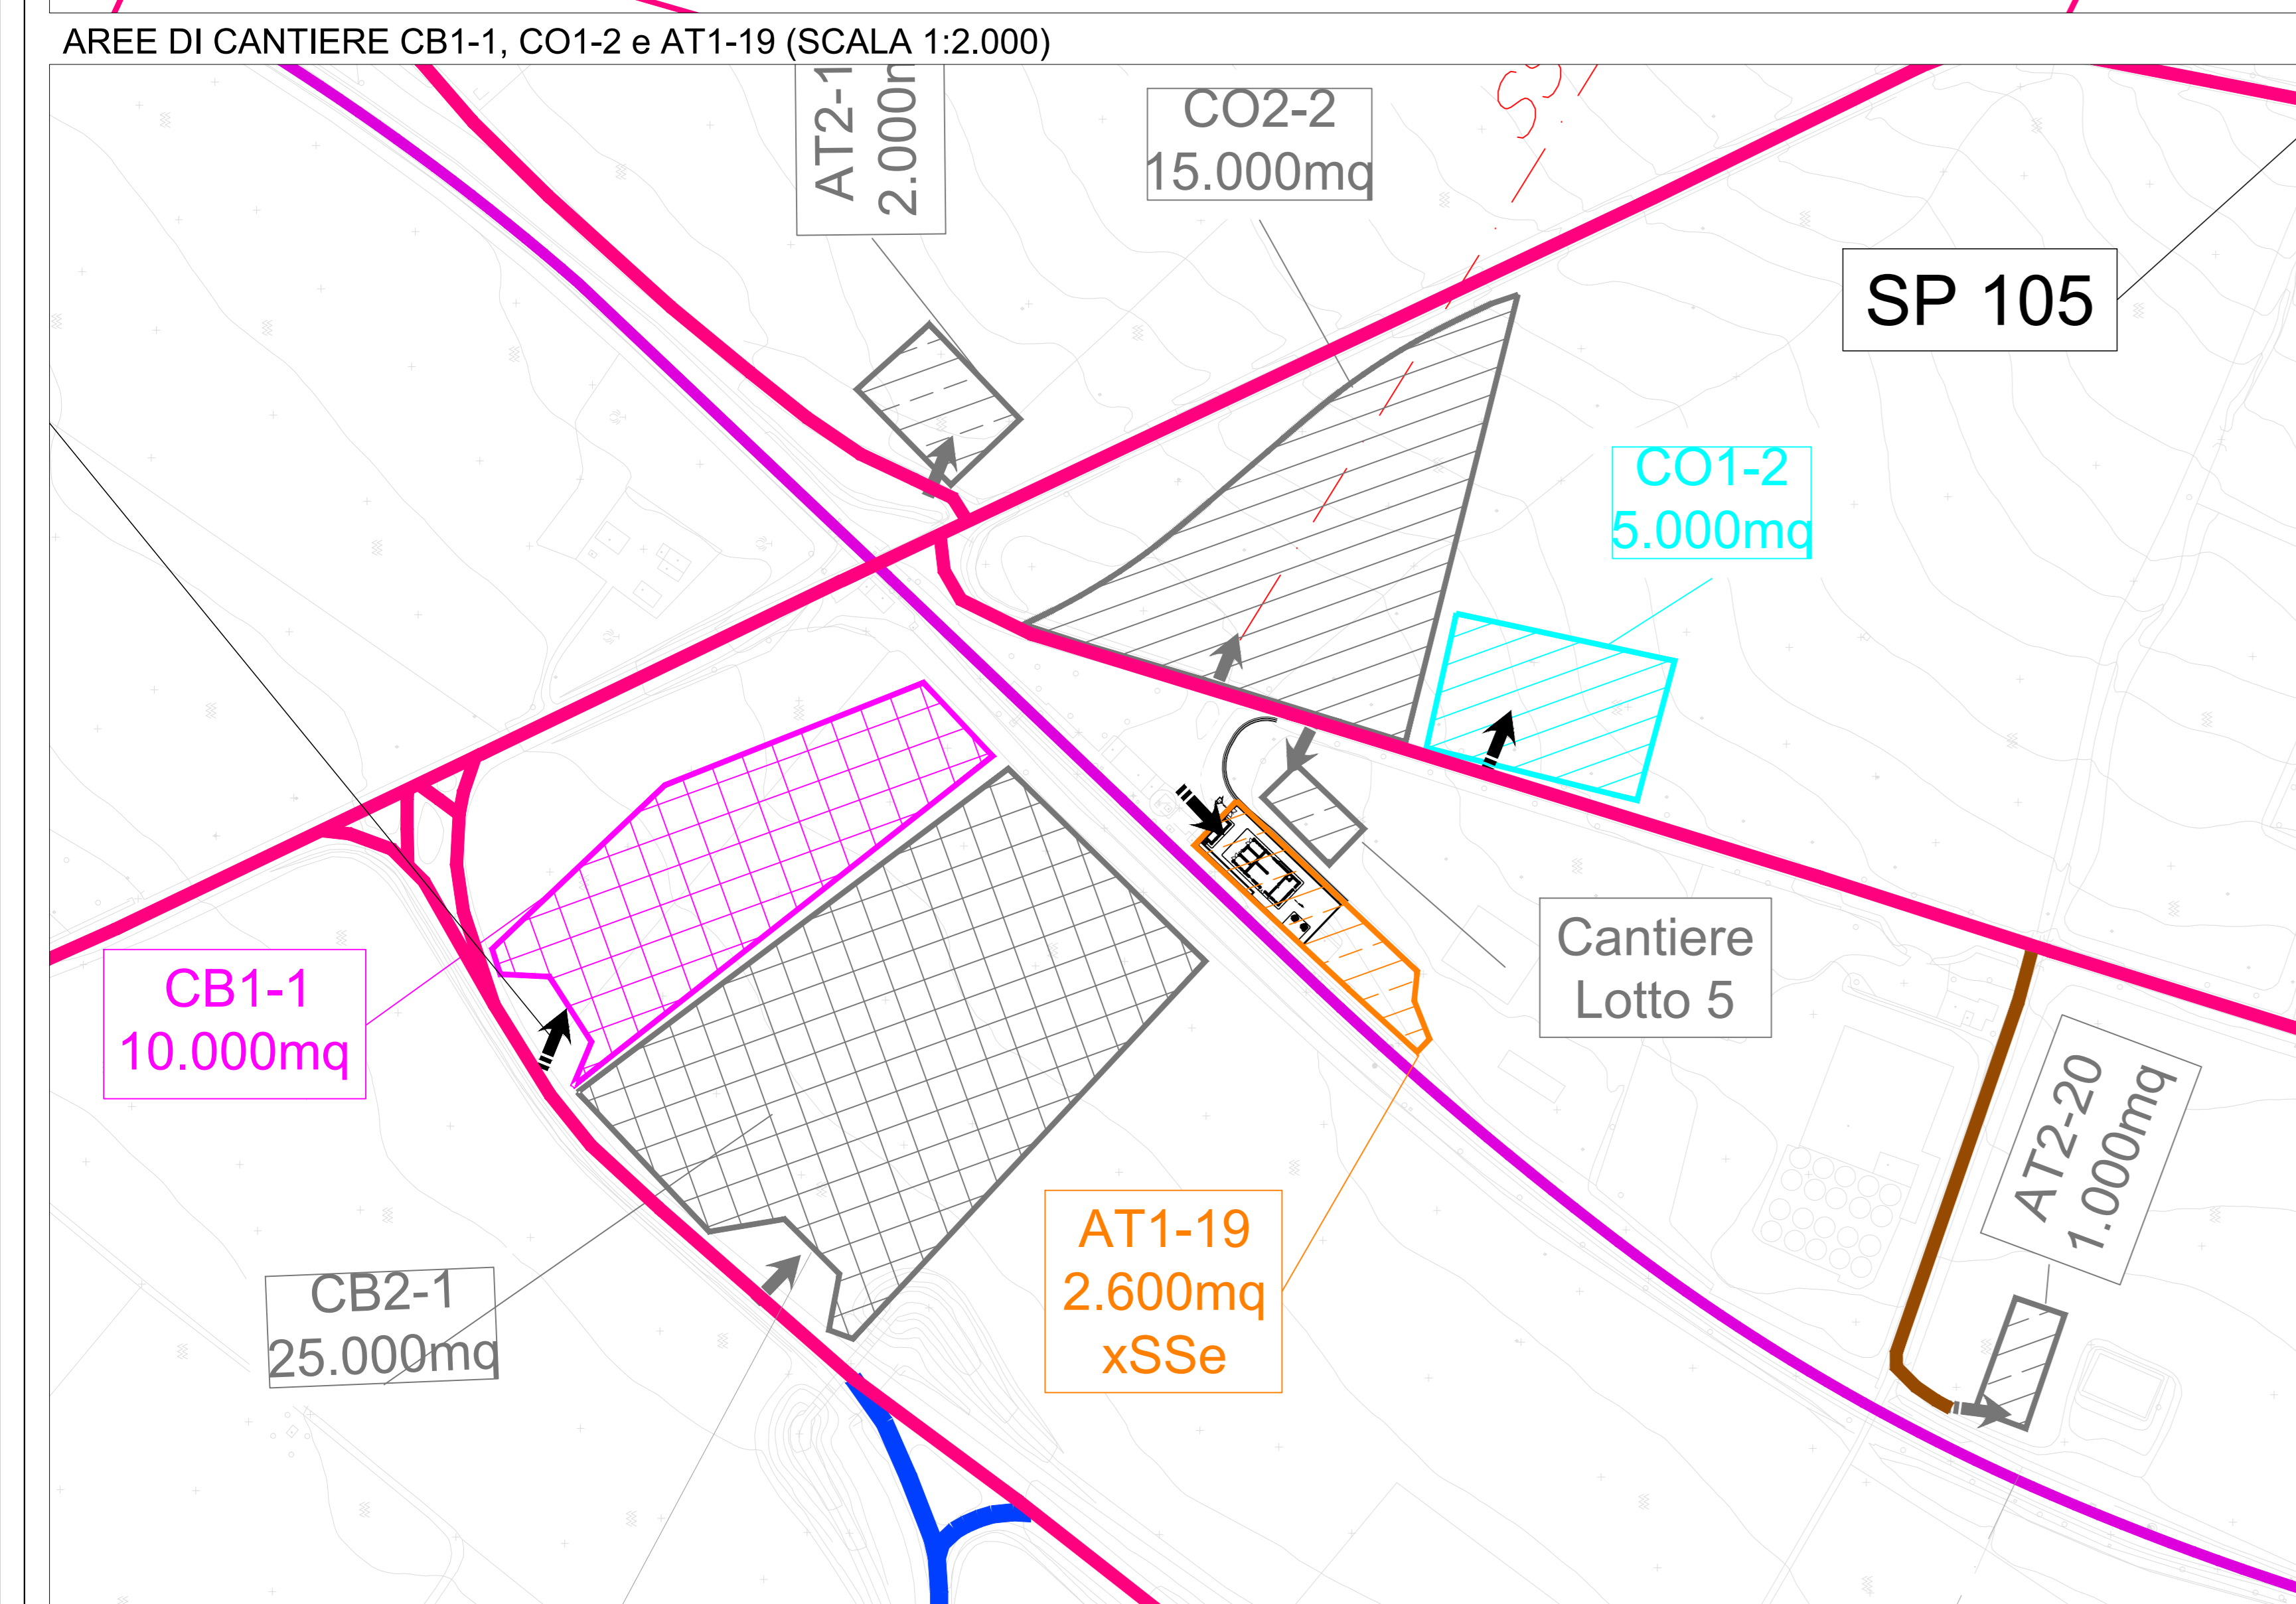 AREE DI CANTIERE CB1-1, CO1-2 e AT1-19 (SCALA 1:2.000)
AT2-1
2.000m
CO2-2
15.000mq
SP 105
CO1-2
5.000mq
CB1-1
10.000mq
Cantiere
Lotto 5
AT2-20
1.000mq
AT1-19
2.600mq
xSSe
CB2-1
25.000mq